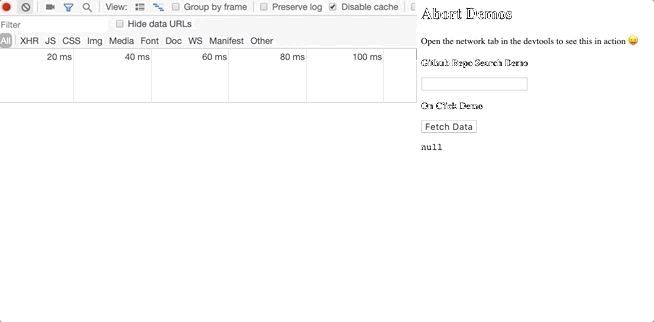 View: Group by frame Preserve log Disable cache
Filter Hide data URLs
All XHR JS CSS Img Media Font Doc WS Manifest Other
20 ms 40 ms 60 ms 80 ms 100 ms
Abort Demos
Open the network tab in the devtools to see this in action 😛
Github Repo Search Demo
On Click Demo
Fetch Data
null